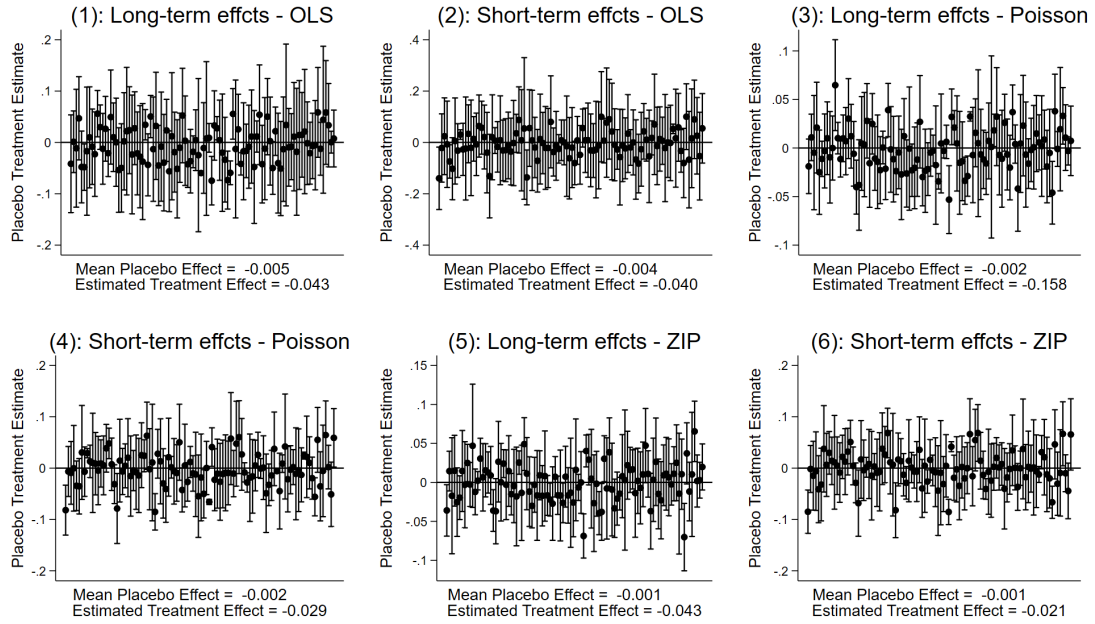 (1): Long-term effcts - OLS
Placebo Treatment Estimate
.2
.1
0
-.1
-.2
Mean Placebo Effect = -0.005
Estimated Treatment Effect = -0.043
(2): Short-term effcts - OLS
Placebo Treatment Estimate
.4
.2
0
-.2
-.4
Mean Placebo Effect = -0.004
Estimated Treatment Effect = -0.040
(3): Long-term effcts - Poisson
Placebo Treatment Estimate
.1
.05
0
-.05
-.1
Mean Placebo Effect = -0.002
Estimated Treatment Effect = -0.158
(4): Short-term effcts - Poisson
Placebo Treatment Estimate
.2
.1
0
-.1
-.2
Mean Placebo Effect = -0.002
Estimated Treatment Effect = -0.029
(5): Long-term effcts - ZIP
Placebo Treatment Estimate
.15
.1
.05
0
-.05
-.1
Mean Placebo Effect = -0.001
Estimated Treatment Effect = -0.043
(6): Short-term effcts - ZIP
Placebo Treatment Estimate
.2
.1
0
-.1
-.2
Mean Placebo Effect = -0.001
Estimated Treatment Effect = -0.021